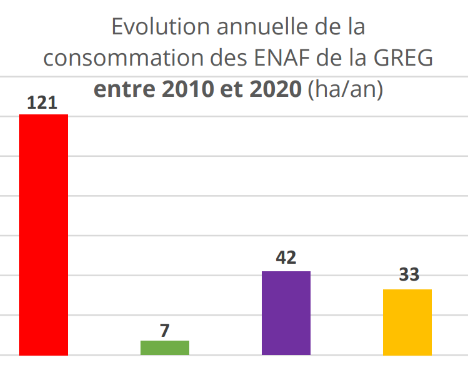 Evolution annuelle de la
consommation des ENAF de la GREG
entre 2010 et 2020 (ha/an)
121
7
42
33